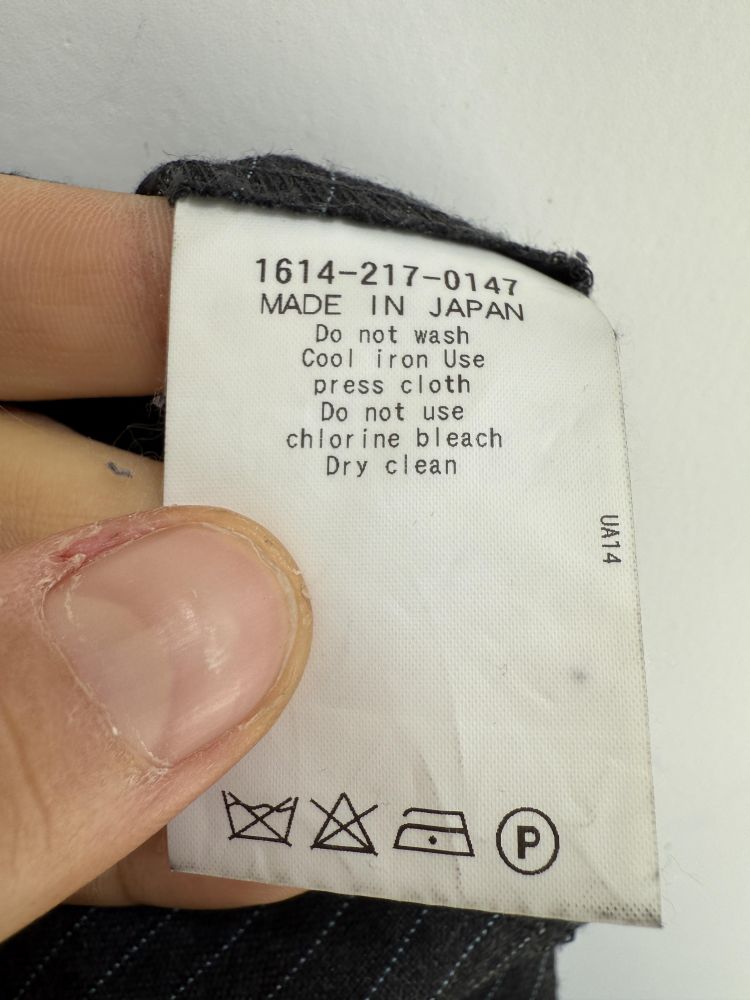 1614-217-0147
MADE IN JAPAN
Do not wash
Cool iron Use
press cloth
Do not use
chlorine bleach
Dry clean
UA14
P